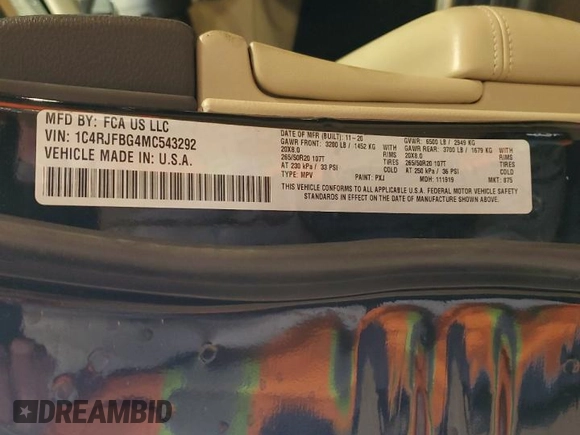 MFD BY: FCA US LLC
VIN: 1C4RJFBG4MC543292
VEHICLE MADE IN: U.S.A.
DATE OF MFR (BUILT): 11-20
GVWR: 6500 LB / 2949 KG
GAWR FRONT: 3200 LB / 1452 KG
GAWR REAR: 3700 LB / 1679 KG
20X8.0
20X8.0
265/50R20 107T TIRES
265/50R20 107T TIRES
AT 230 kPa / 33 PSI COLD
AT 250 kPa / 36 PSI COLD
TYPE: MPV PAINT: PXJ MDH: 111919 MKT: 875
THIS VEHICLE CONFORMS TO ALL APPLICABLE U.S.A. FEDERAL MOTOR VEHICLE SAFETY
STANDARDS IN EFFECT ON THE DATE OF MANUFACTURE SHOWN ABOVE.
DREAMBID